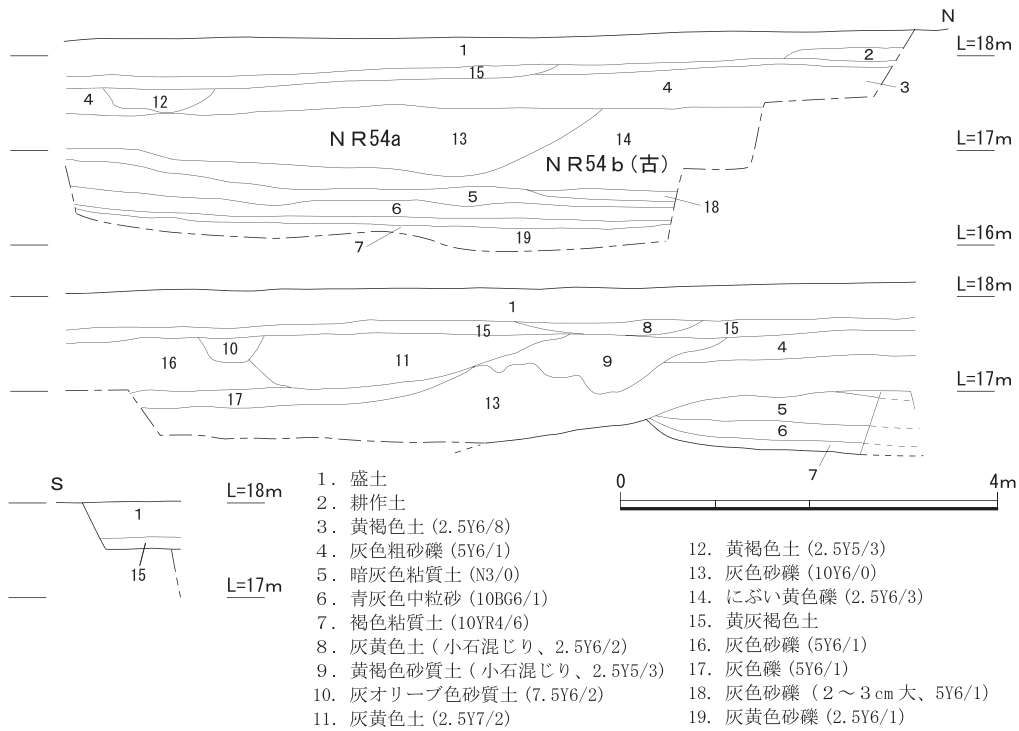 N
L=18m
1
2
15
4
3
4
12
NR54a
13
14
L=17m
NR54b(古)
5
18
6
7
19
L=16m
L=18m
1
15
8
15
10
16
11
9
4
L=17m
17
13
5
6
7
S
L=18m
1
15
L=17m
0
4m
1. 盛土
2. 耕作土
3. 黄褐色土(2.5Y6/8)
4. 灰色粗砂礫(5Y6/1)
5. 暗灰色粘質土(N3/0)
6. 青灰色中粒砂(10BG6/1)
7. 褐色粘質土(10YR4/6)
8. 灰黄色土(小石混じり、2.5Y6/2)
9. 黄褐色砂質土(小石混じり、2.5Y5/3)
10. 灰オリーブ色砂質土(7.5Y6/2)
11. 灰黄色土(2.5Y7/2)
12. 黄褐色土(2.5Y5/3)
13. 灰色砂礫(10Y6/0)
14. にぶい黄色礫(2.5Y6/3)
15. 黄灰褐色土
16. 灰色砂礫(5Y6/1)
17. 灰色礫(5Y6/1)
18. 灰色砂礫(２～３cm大、5Y6/1)
19. 灰黄色砂礫(2.5Y6/1)